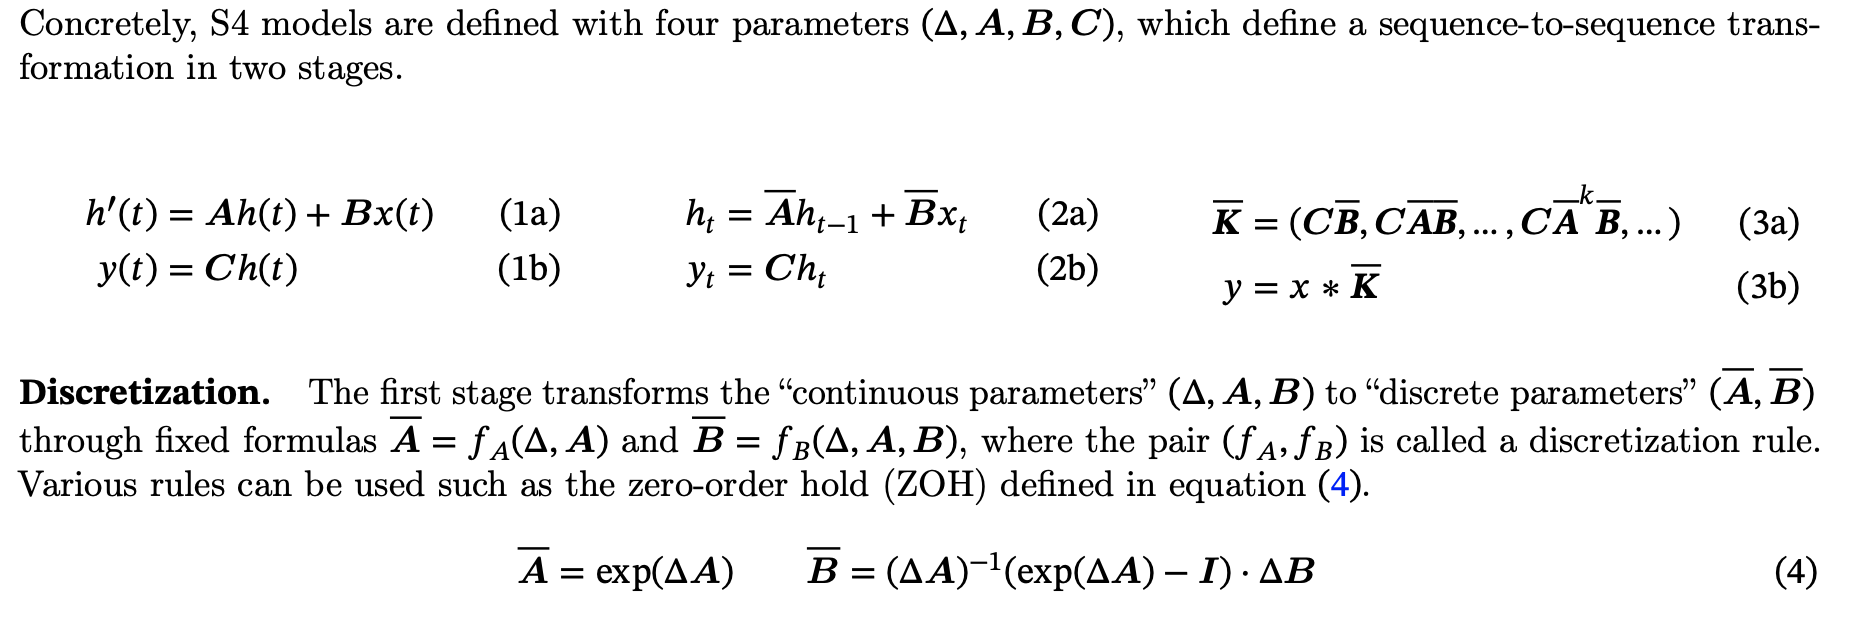 Concretely, S4 models are defined with four parameters (Δ, A, B, C), which define a sequence-to-sequence trans-
formation in two stages.
h′(t) = Ah(t) + Bx(t) (1a)
y(t) = Ch(t) (1b)
h_t = A̅h_{t−1} + B̅x_t (2a)
y_t = Ch_t (2b)
K̅ = (CB̅, CA̅B̅, … , CA̅^k B̅, …) (3a)
y = x ∗ K̅ (3b)
Discretization. The first stage transforms the “continuous parameters” (Δ, A, B) to “discrete parameters” (A̅, B̅)
through fixed formulas A̅ = f_A(Δ, A) and B̅ = f_B(Δ, A, B), where the pair (f_A, f_B) is called a discretization rule.
Various rules can be used such as the zero-order hold (ZOH) defined in equation (4).
A̅ = exp(ΔA) B̅ = (ΔA)⁻¹(exp(ΔA) − I) · ΔB (4)